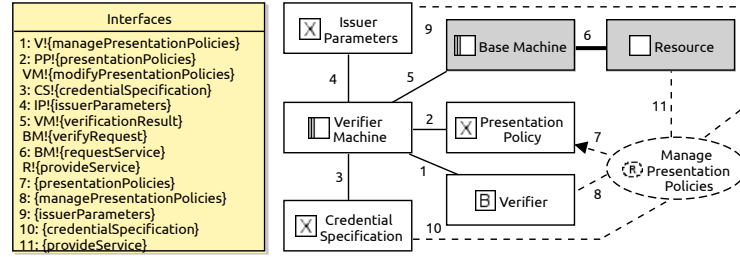 Interfaces
1: V!{managePresentationPolicies}
2: PP!{presentationPolicies}
VM!{modifyPresentationPolicies}
3: CS!{credentialSpecification}
4: IP!{issuerParameters}
5: VM!{verificationResult}
BM!{verifyRequest}
6: BM!{requestService}
R!{provideService}
7: {presentationPolicies}
8: {managePresentationPolicies}
9: {issuerParameters}
10: {credentialSpecification}
11: {provideService}
X
Issuer
Parameters
9
Base Machine
6
Resource
4
5
11
Verifier
Machine
2
X
Presentation
Policy
7
R
Manage
Presentation
Policies
3
1
B
Verifier
8
X
Credential
Specification
10